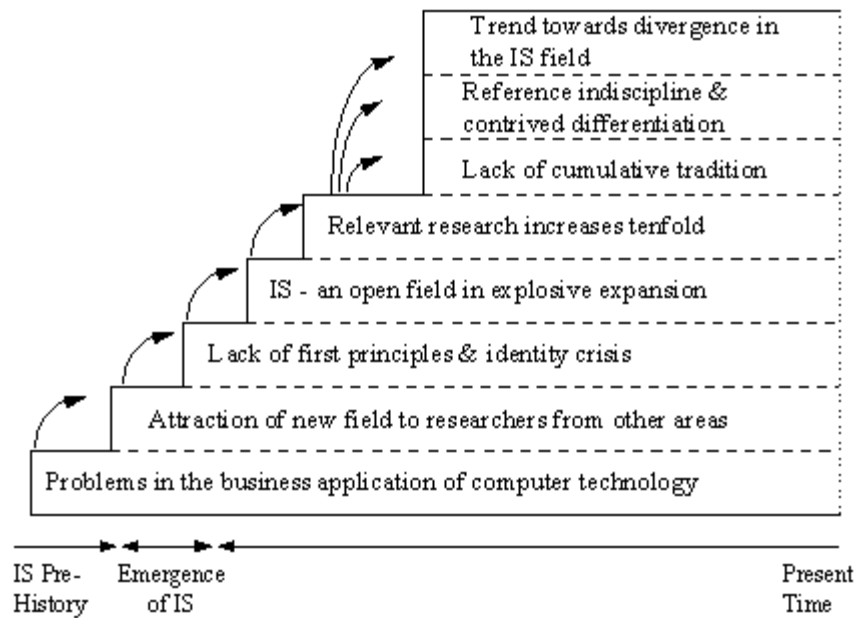 Trend towards divergence in
the IS field
Reference indiscipline &
contrived differentiation
Lack of cumulative tradition
Relevant research increases tenfold
IS - an open field in explosive expansion
Lack of first principles & identity crisis
Attraction of new field to researchers from other areas
Problems in the business application of computer technology
IS Pre-
History
Emergence
of IS
Present
Time